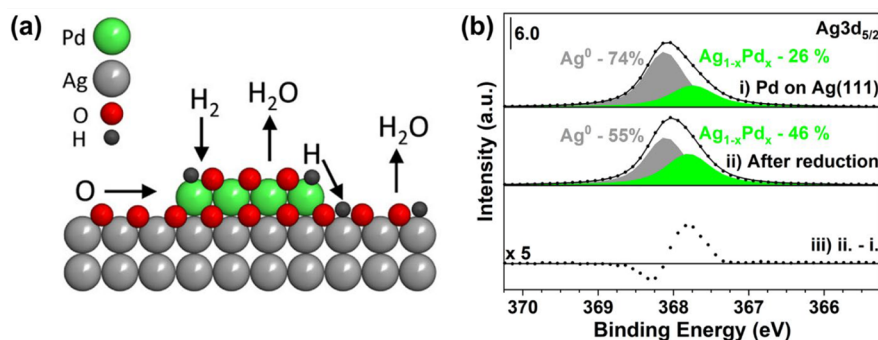 (a)
Pd
Ag
O
H
H₂
H₂O
H
H₂O
O
(b)
6.0
Ag3d₅/₂
Ag⁰ - 74%
Ag₁₋ₓPdₓ - 26 %
i) Pd on Ag(111)
Ag⁰ - 55%
Ag₁₋ₓPdₓ - 46 %
ii) After reduction
x 5
iii) ii. - i.
Intensity (a.u.)
370 369 368 367 366
Binding Energy (eV)